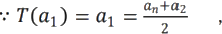 ∵ T(a₁) = a₁ = (aₙ+a₂)/2 ,